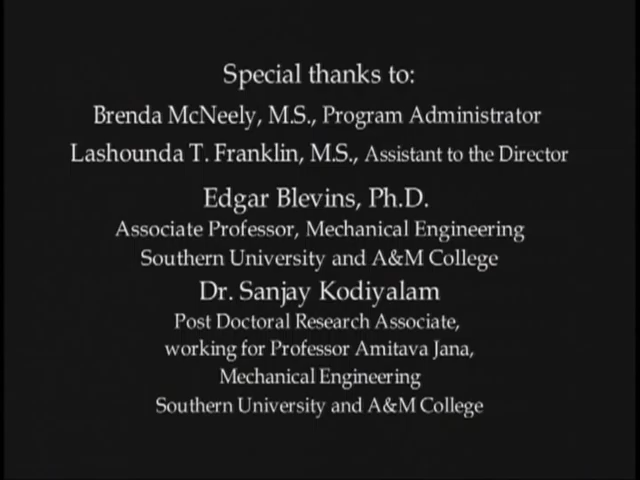 Special thanks to:
Brenda McNeely, M.S., Program Administrator
Lashounda T. Franklin, M.S., Assistant to the Director
Edgar Blevins, Ph.D.
Associate Professor, Mechanical Engineering
Southern University and A&M College
Dr. Sanjay Kodiyalam
Post Doctoral Research Associate,
working for Professor Amitava Jana,
Mechanical Engineering
Southern University and A&M College